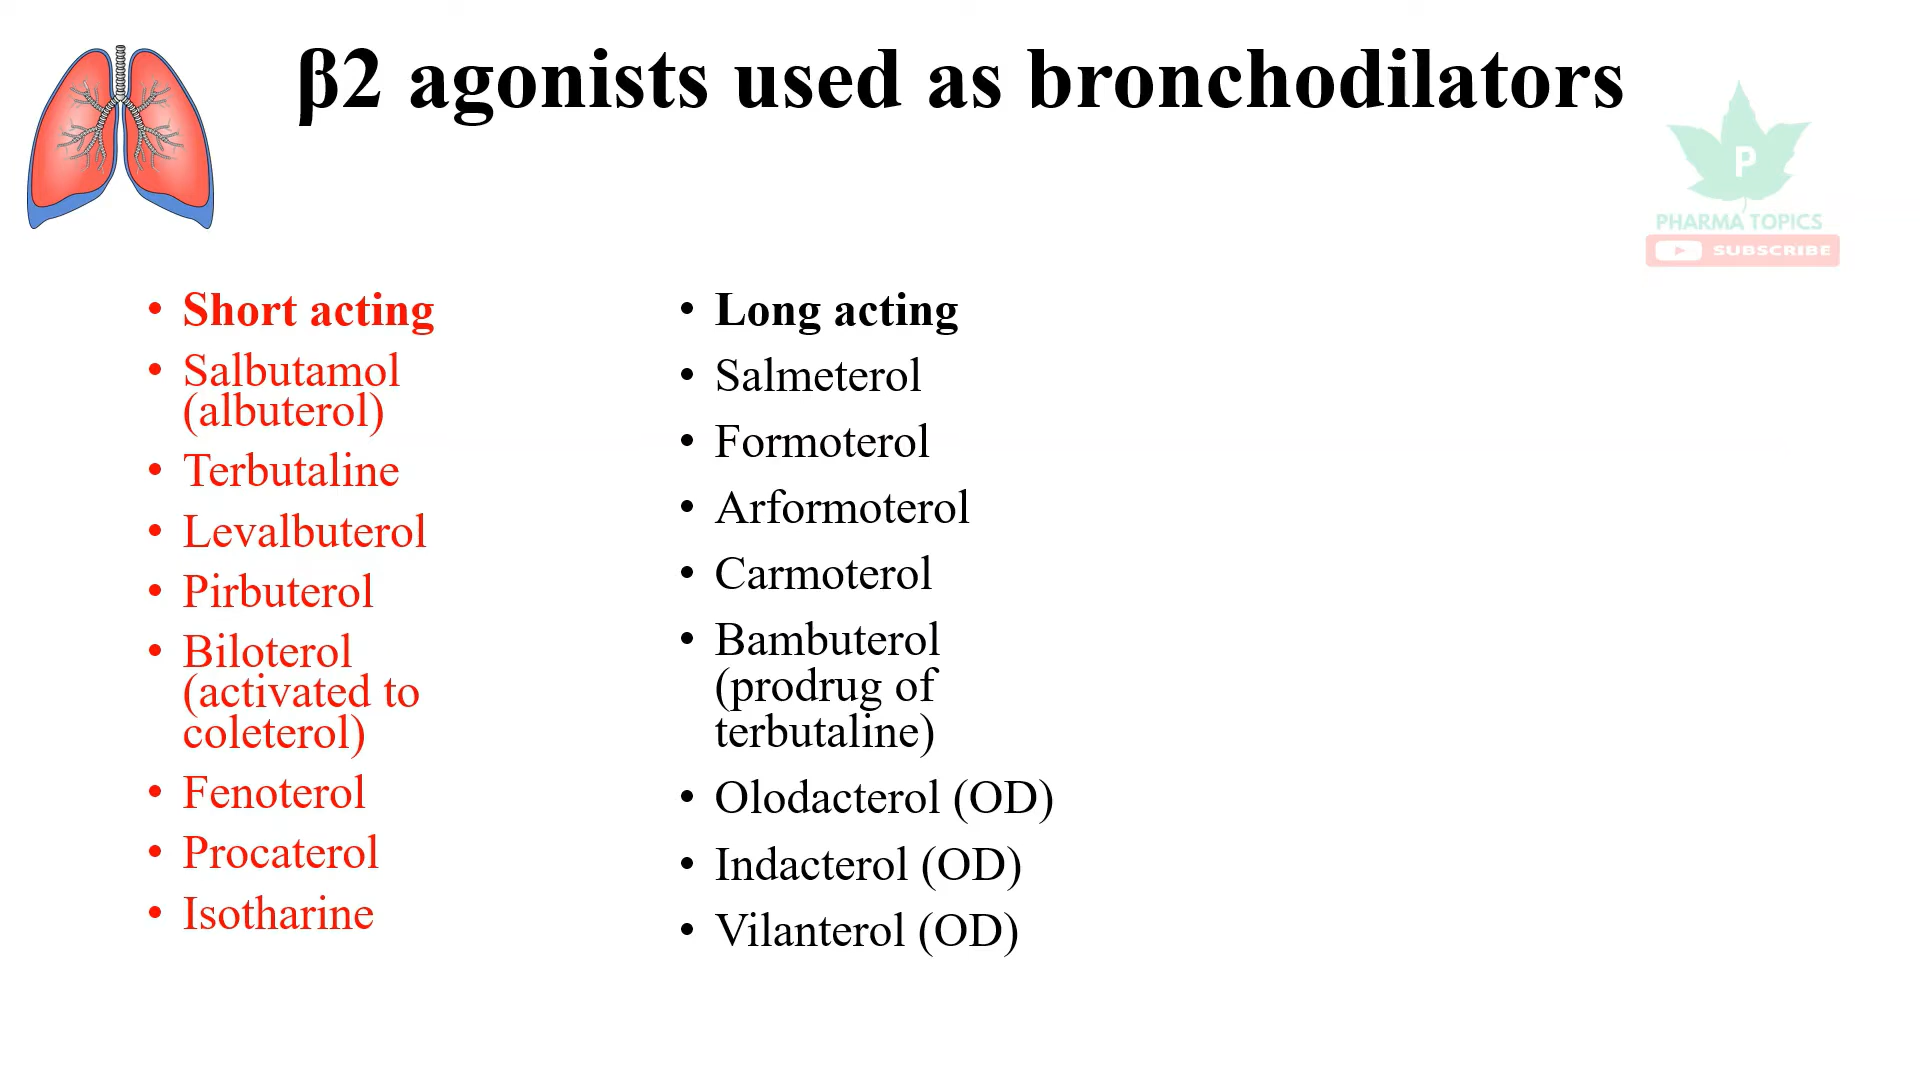 β2 agonists used as bronchodilators
P
PHARMA TOPICS
SUBSCRIBE
• Short acting
• Salbutamol
(albuterol)
• Terbutaline
• Levalbuterol
• Pirbuterol
• Biloterol
(activated to
coleterol)
• Fenoterol
• Procaterol
• Isotharine
• Long acting
• Salmeterol
• Formoterol
• Arformoterol
• Carmoterol
• Bambuterol
(prodrug of
terbutaline)
• Olodacterol (OD)
• Indacterol (OD)
• Vilanterol (OD)